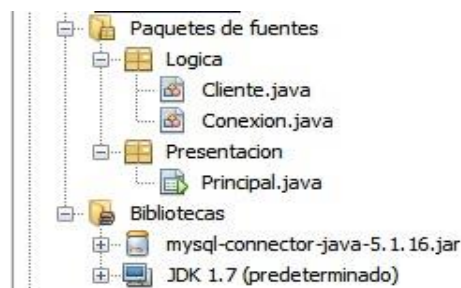 Paquetes de fuentes
Logica
Cliente.java
Conexion.java
Presentacion
Principal.java
Bibliotecas
mysql-connector-java-5.1.16.jar
JDK 1.7 (predeterminado)